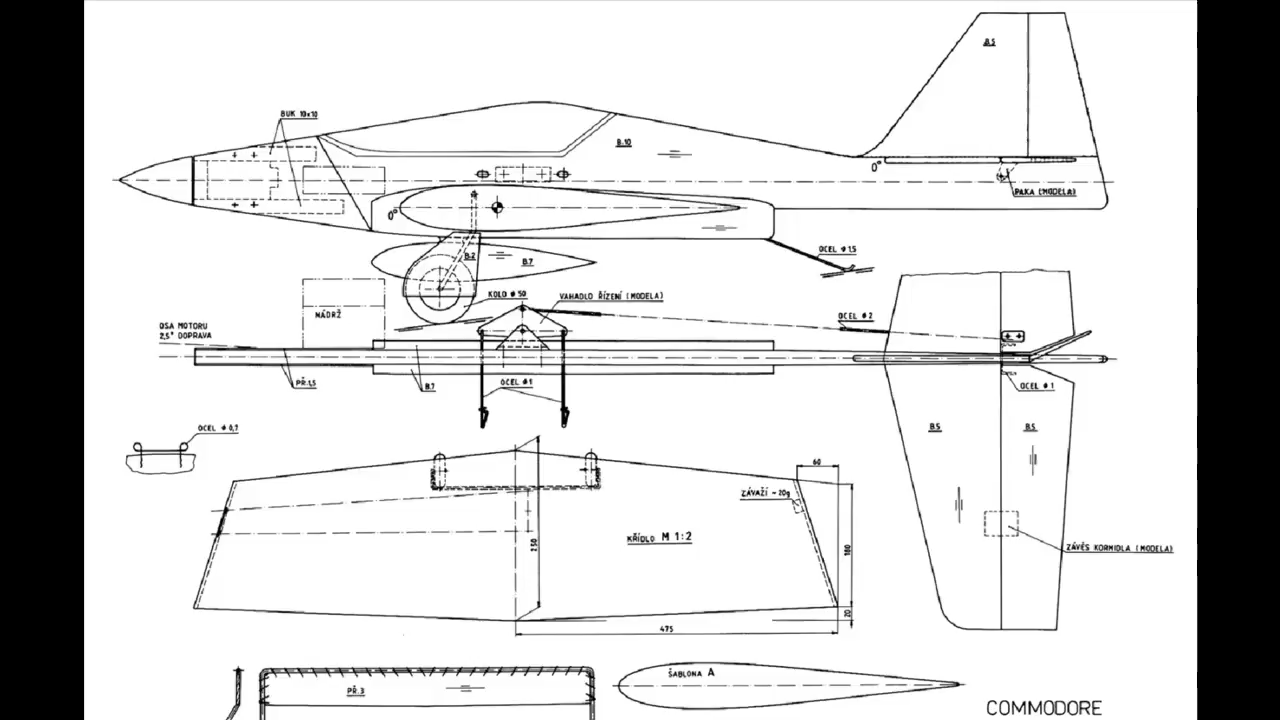 B.5
BUK 10x10
B.10
0°
PAKA (MODELA)
0°
OCEL ø 1,5
B.2
B.7
KOLO ø 50
VAHADLO ŘÍZENÍ (MODELA)
NÁDRŽ
OCEL ø 2
OSA MOTORU
2,5° DOPRAVA
PŘ.1,5
B.7
OCEL ø 1
OCEL ø 1
OCEL ø 0,7
B.5
B.5
60
ZÁVAŽÍ - 20g
250
KŘÍDLO M 1:2
180
ZÁVĚS KORMIDLA (MODELA)
20
475
ŠABLONA A
PŘ.3
COMMODORE